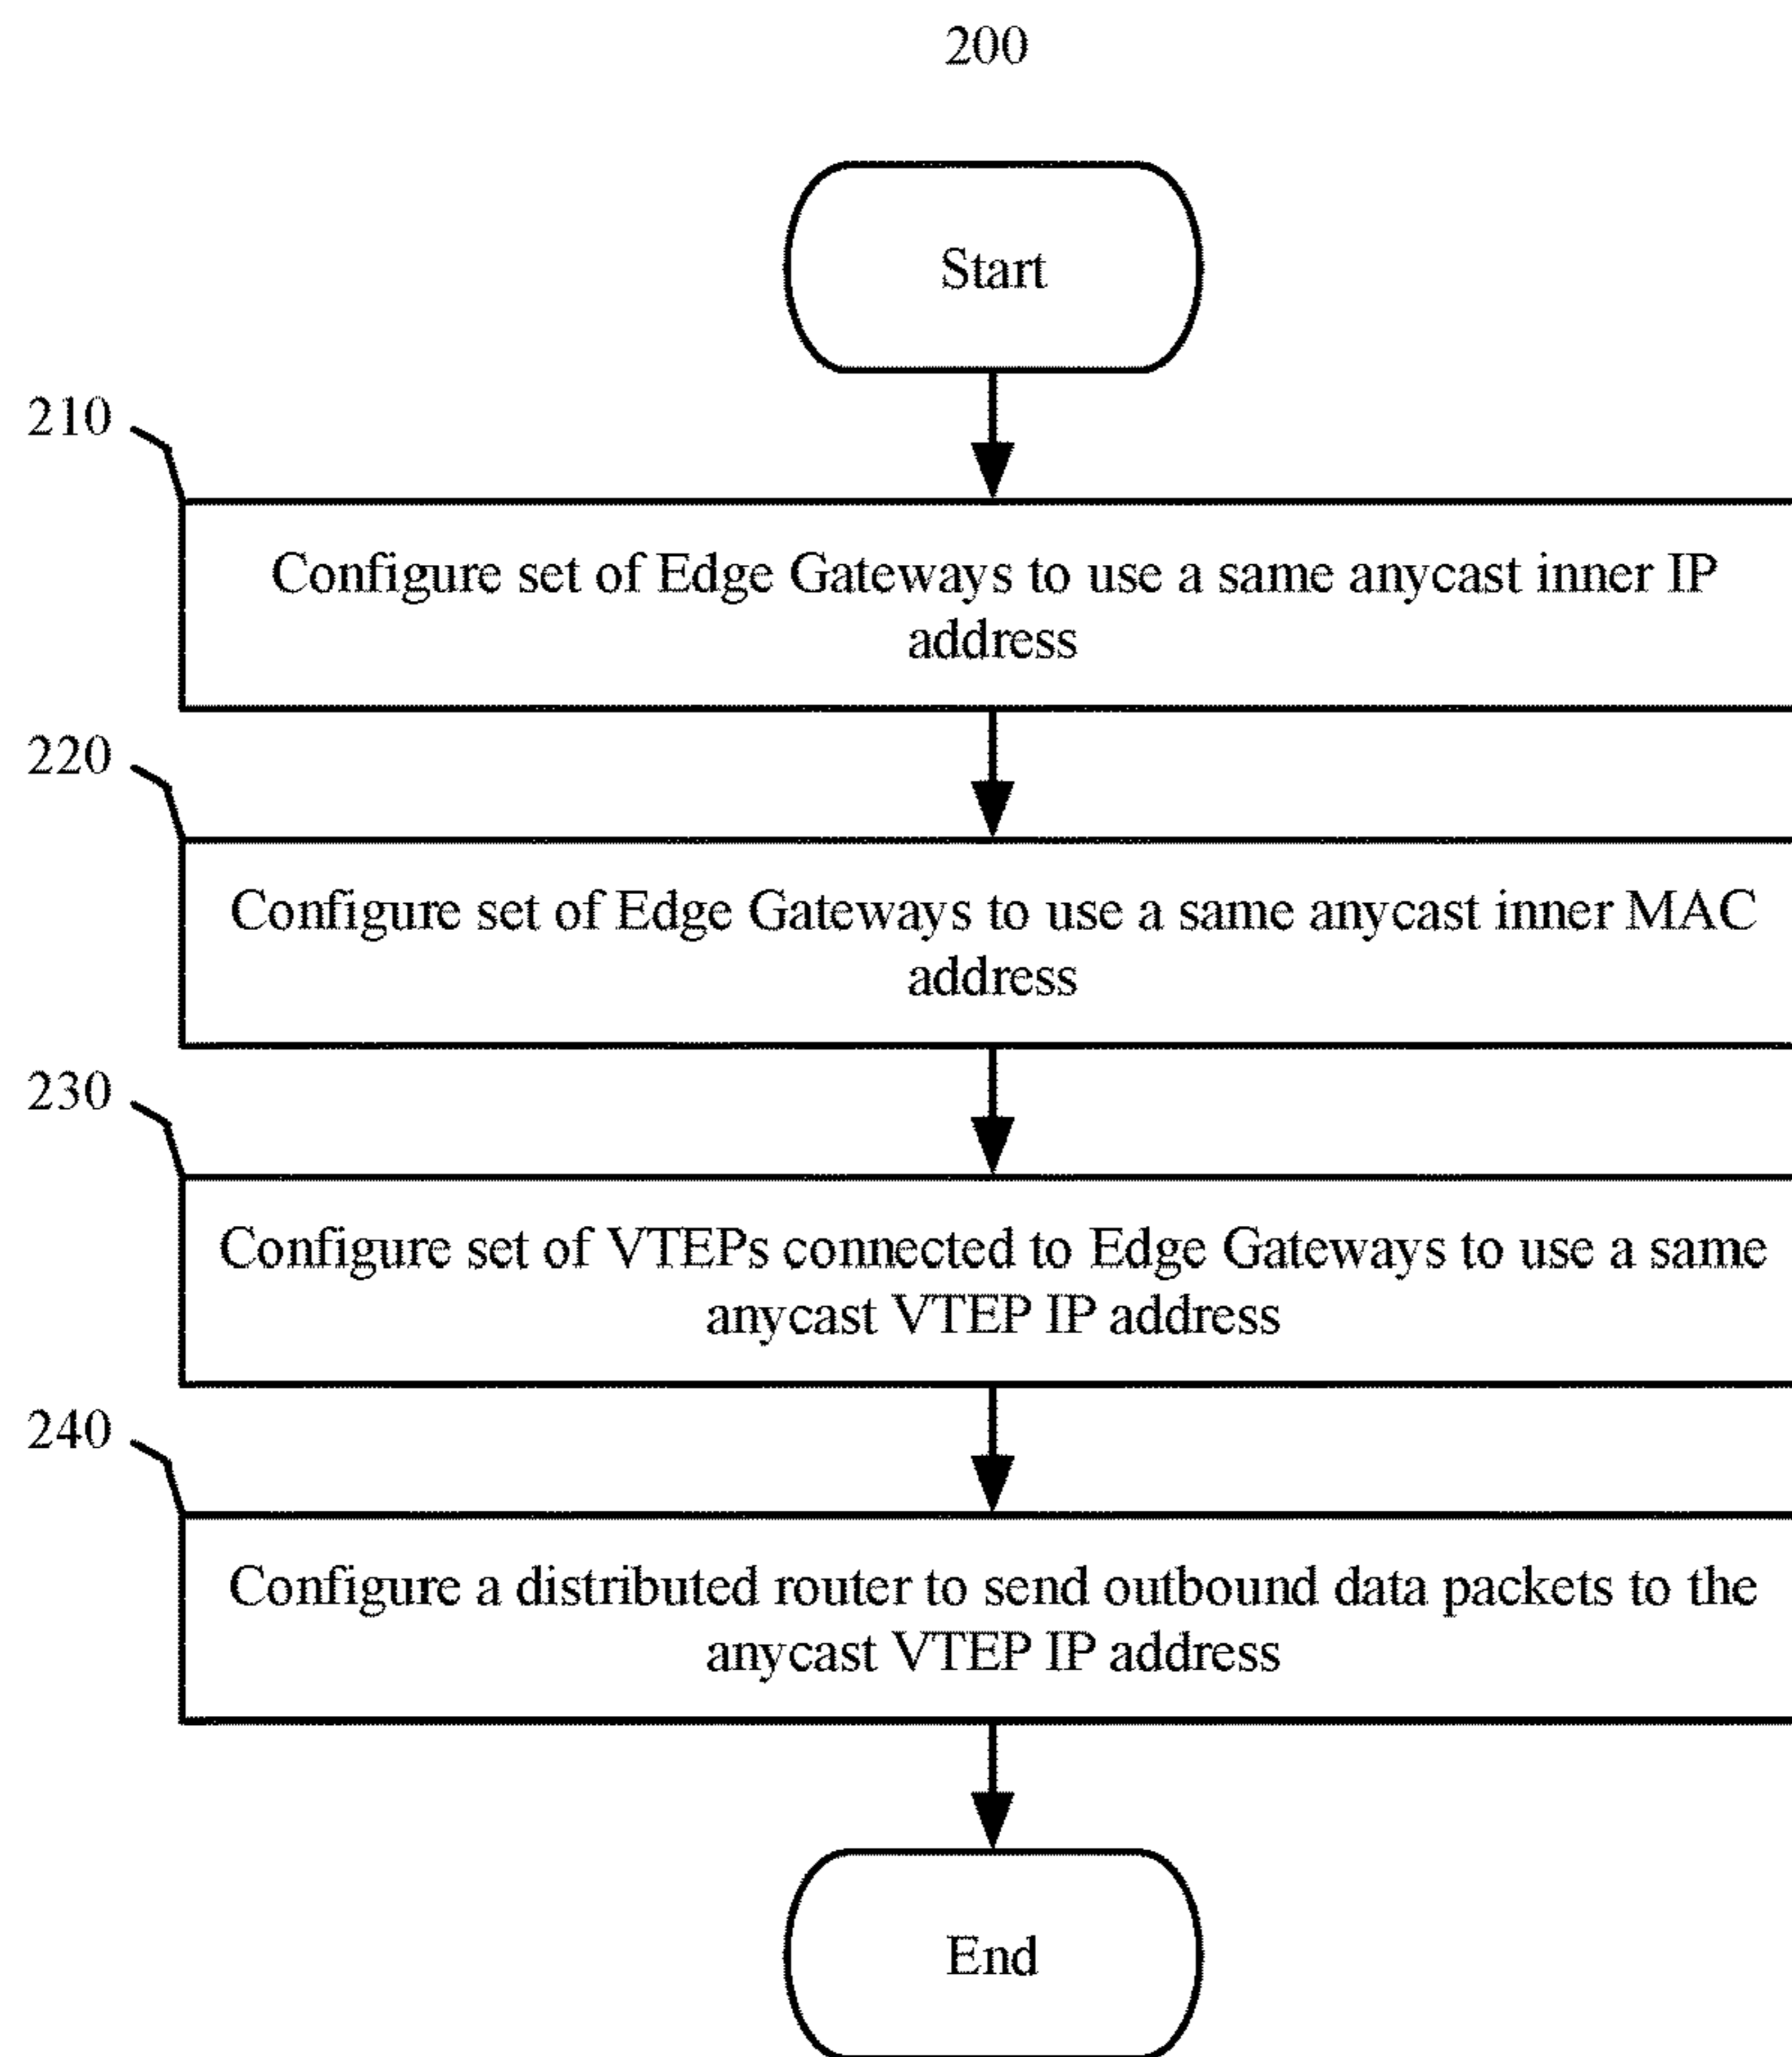 200
Start
210
Configure set of Edge Gateways to use a same anycast inner IP
address
220
Configure set of Edge Gateways to use a same anycast inner MAC
address
230
Configure set of VTEPs connected to Edge Gateways to use a same
anycast VTEP IP address
240
Configure a distributed router to send outbound data packets to the
anycast VTEP IP address
End